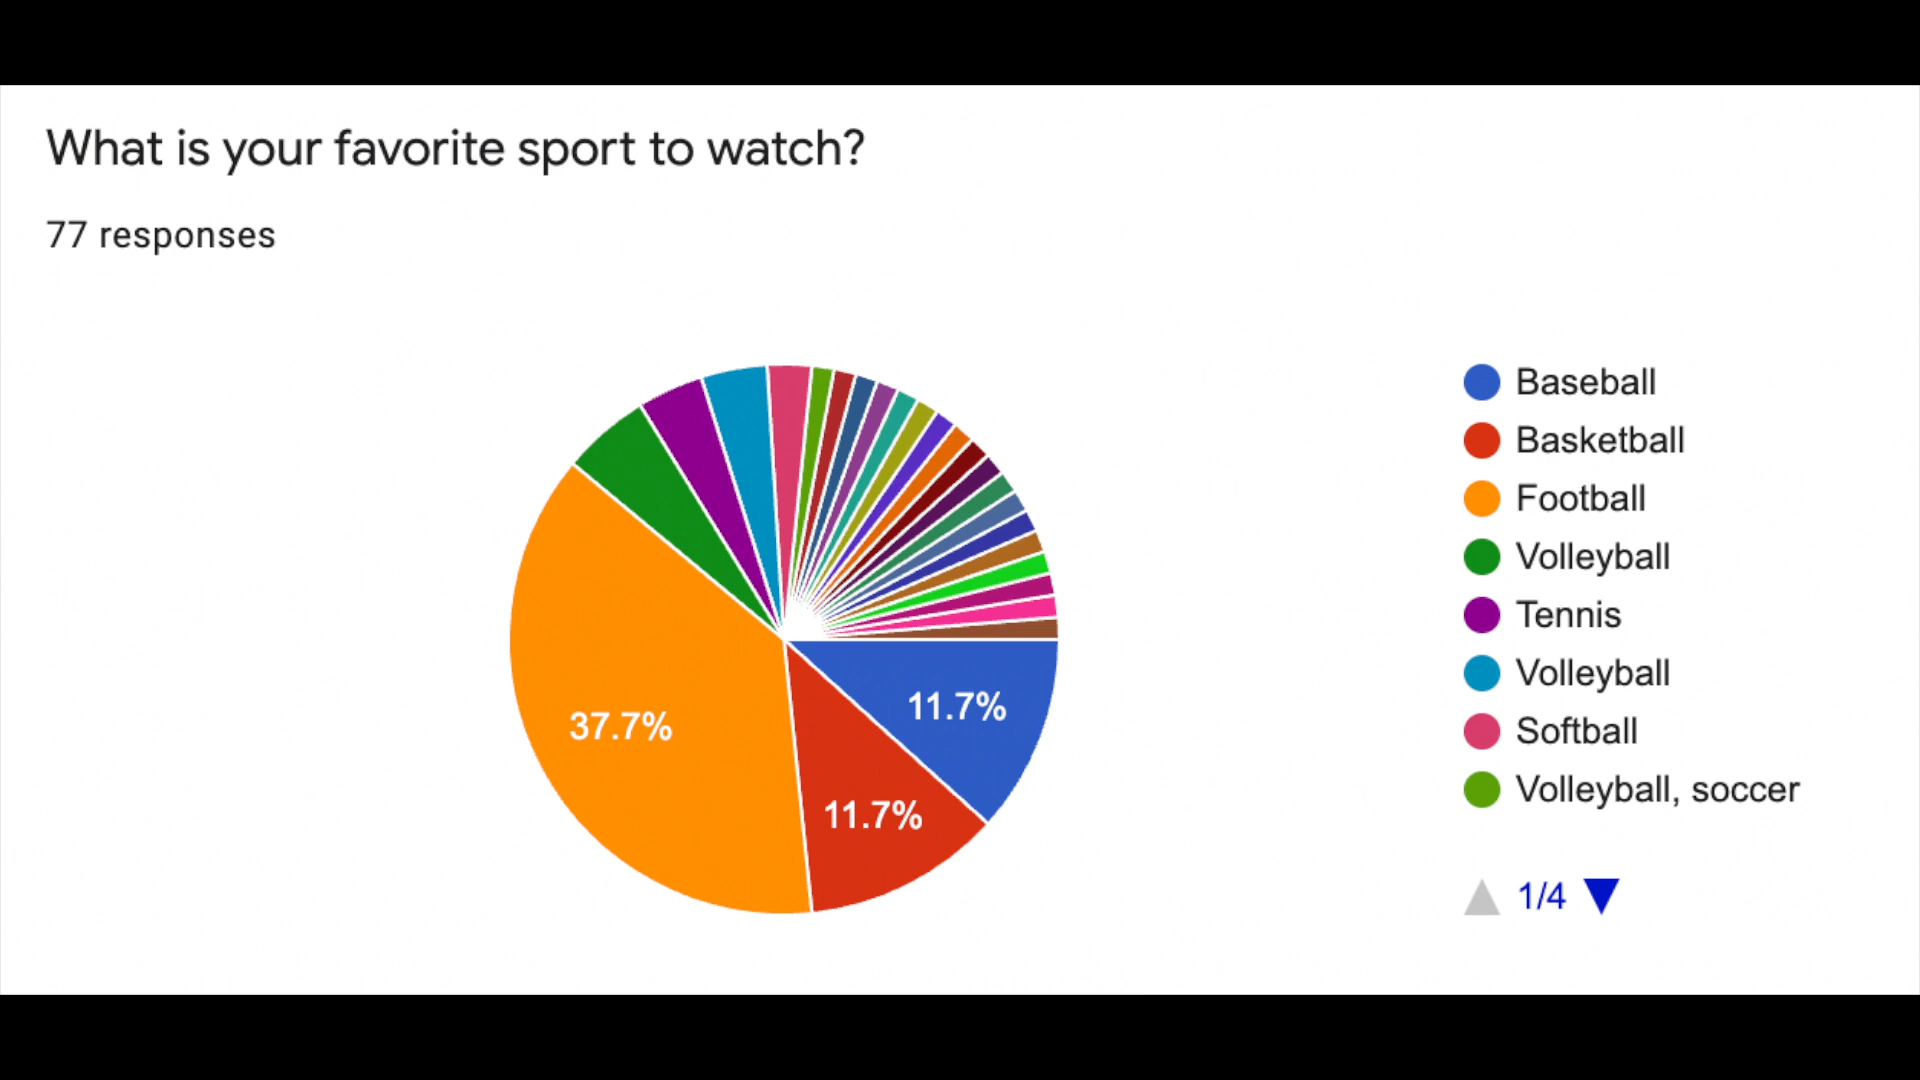 What is your favorite sport to watch?
77 responses
37.7%
11.7%
11.7%
Baseball
Basketball
Football
Volleyball
Tennis
Volleyball
Softball
Volleyball, soccer
1/4